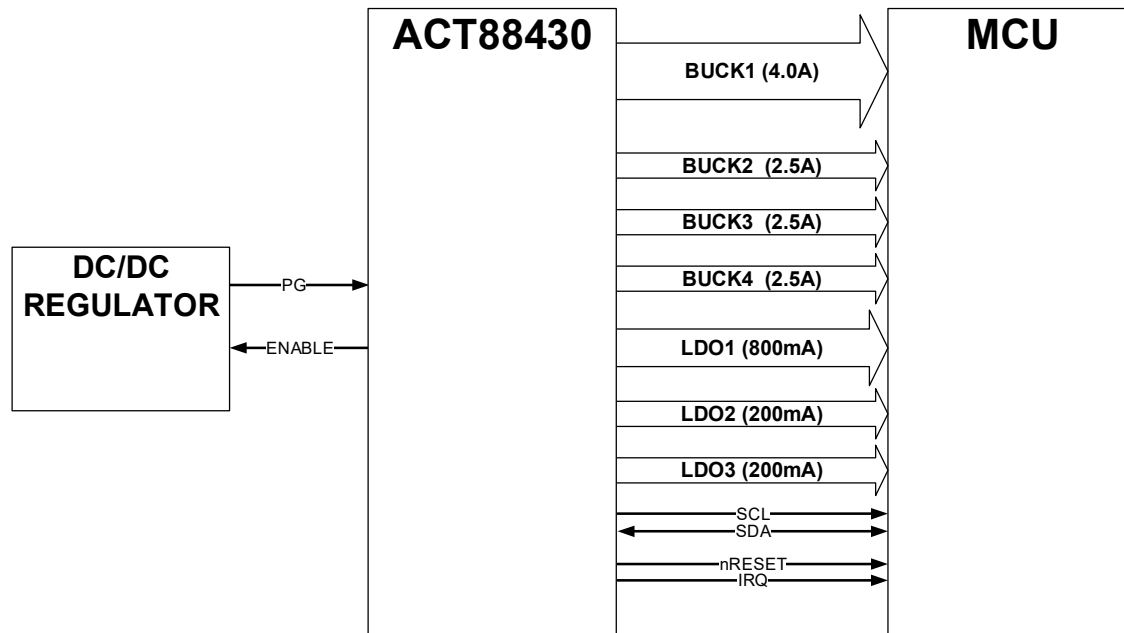 ACT88430
MCU
BUCK1 (4.0A)
BUCK2 (2.5A)
BUCK3 (2.5A)
DC/DC
REGULATOR
PG
BUCK4 (2.5A)
ENABLE
LDO1 (800mA)
LDO2 (200mA)
LDO3 (200mA)
SCL
SDA
nRESET
IRQ